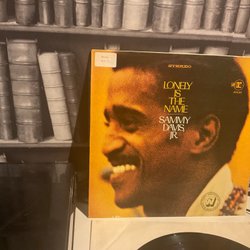 STEREO
LONELY
IS THE
NAME
SAMMY
DAVIS
JR.